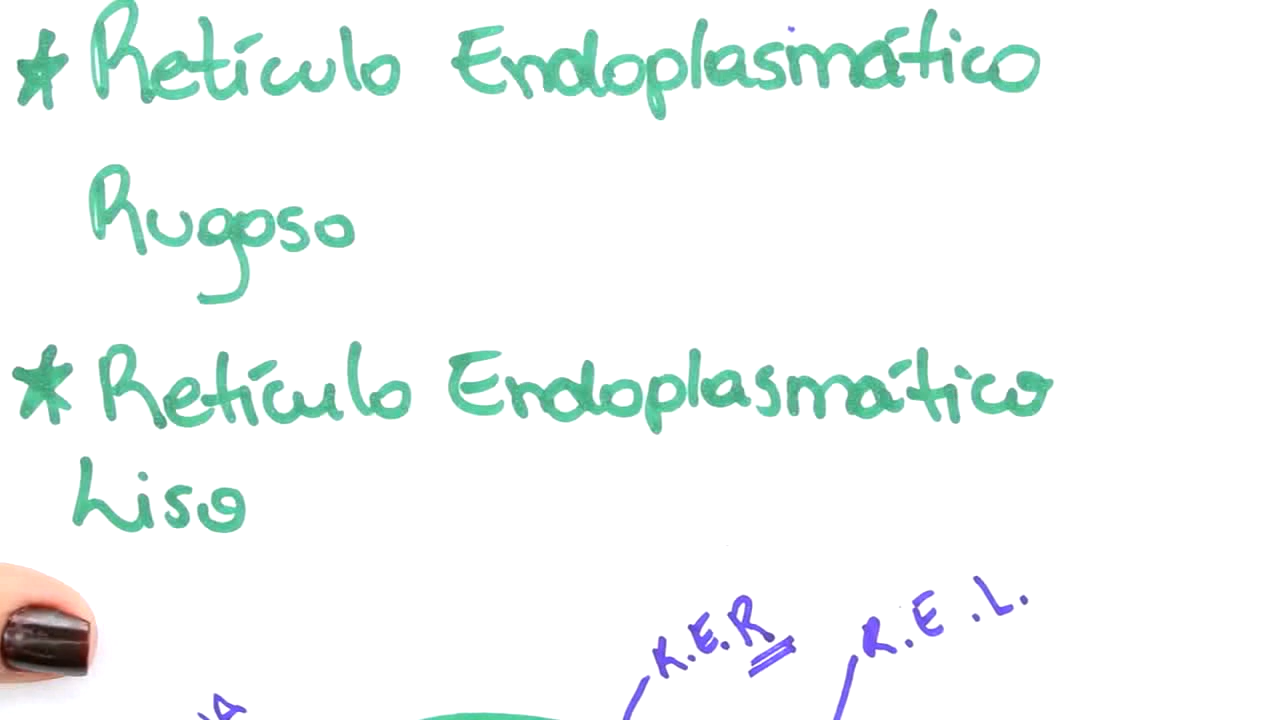 * Retículo Endoplasmático
Rugoso
* Retículo Endoplasmático
Liso
R.E.R
R.E.L.